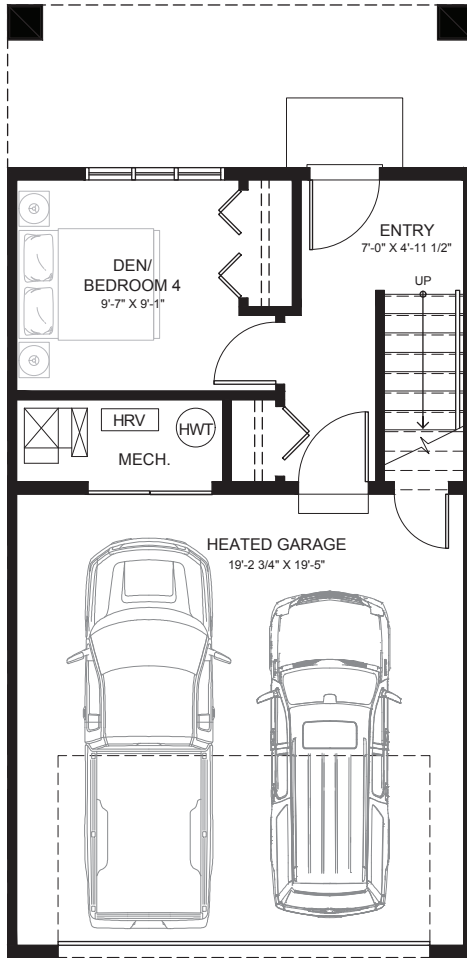 ENTRY
7'-0" X 4'-11 1/2"
DEN/
BEDROOM 4
9'-7" X 9'-1"
UP
HRV
HWT
MECH.
HEATED GARAGE
19'-2 3/4" X 19'-5"